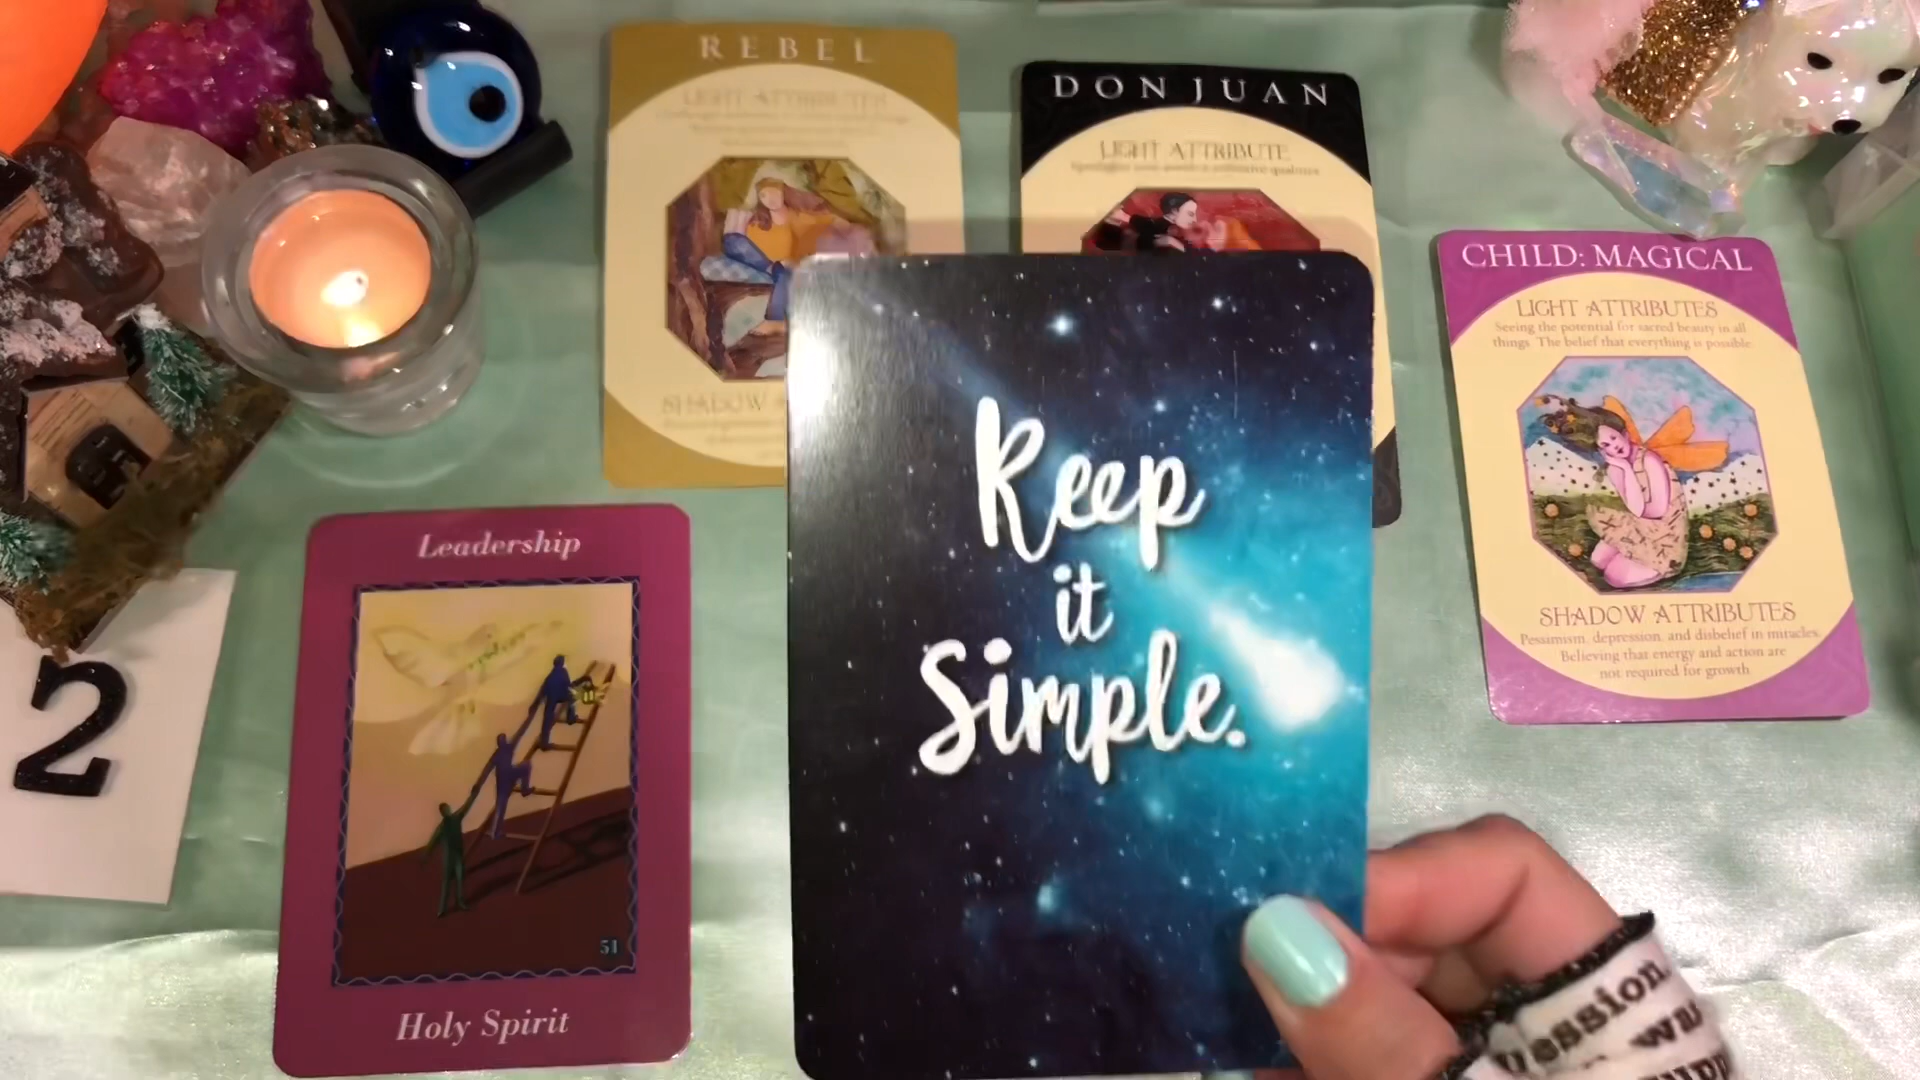 REBEL
LIGHT ATTRIBUTES
SHADOW
DON JUAN
LIGHT ATTRIBUTE
CHILD: MAGICAL
LIGHT ATTRIBUTES
Seeing the potential for sacred beauty in all
things. The belief that everything is possible.
SHADOW ATTRIBUTES
Pessimism, depression, and disbelief in miracles.
Believing that energy and action are
not required for growth
Keep
it
Simple.
Leadership
51
Holy Spirit
2
was